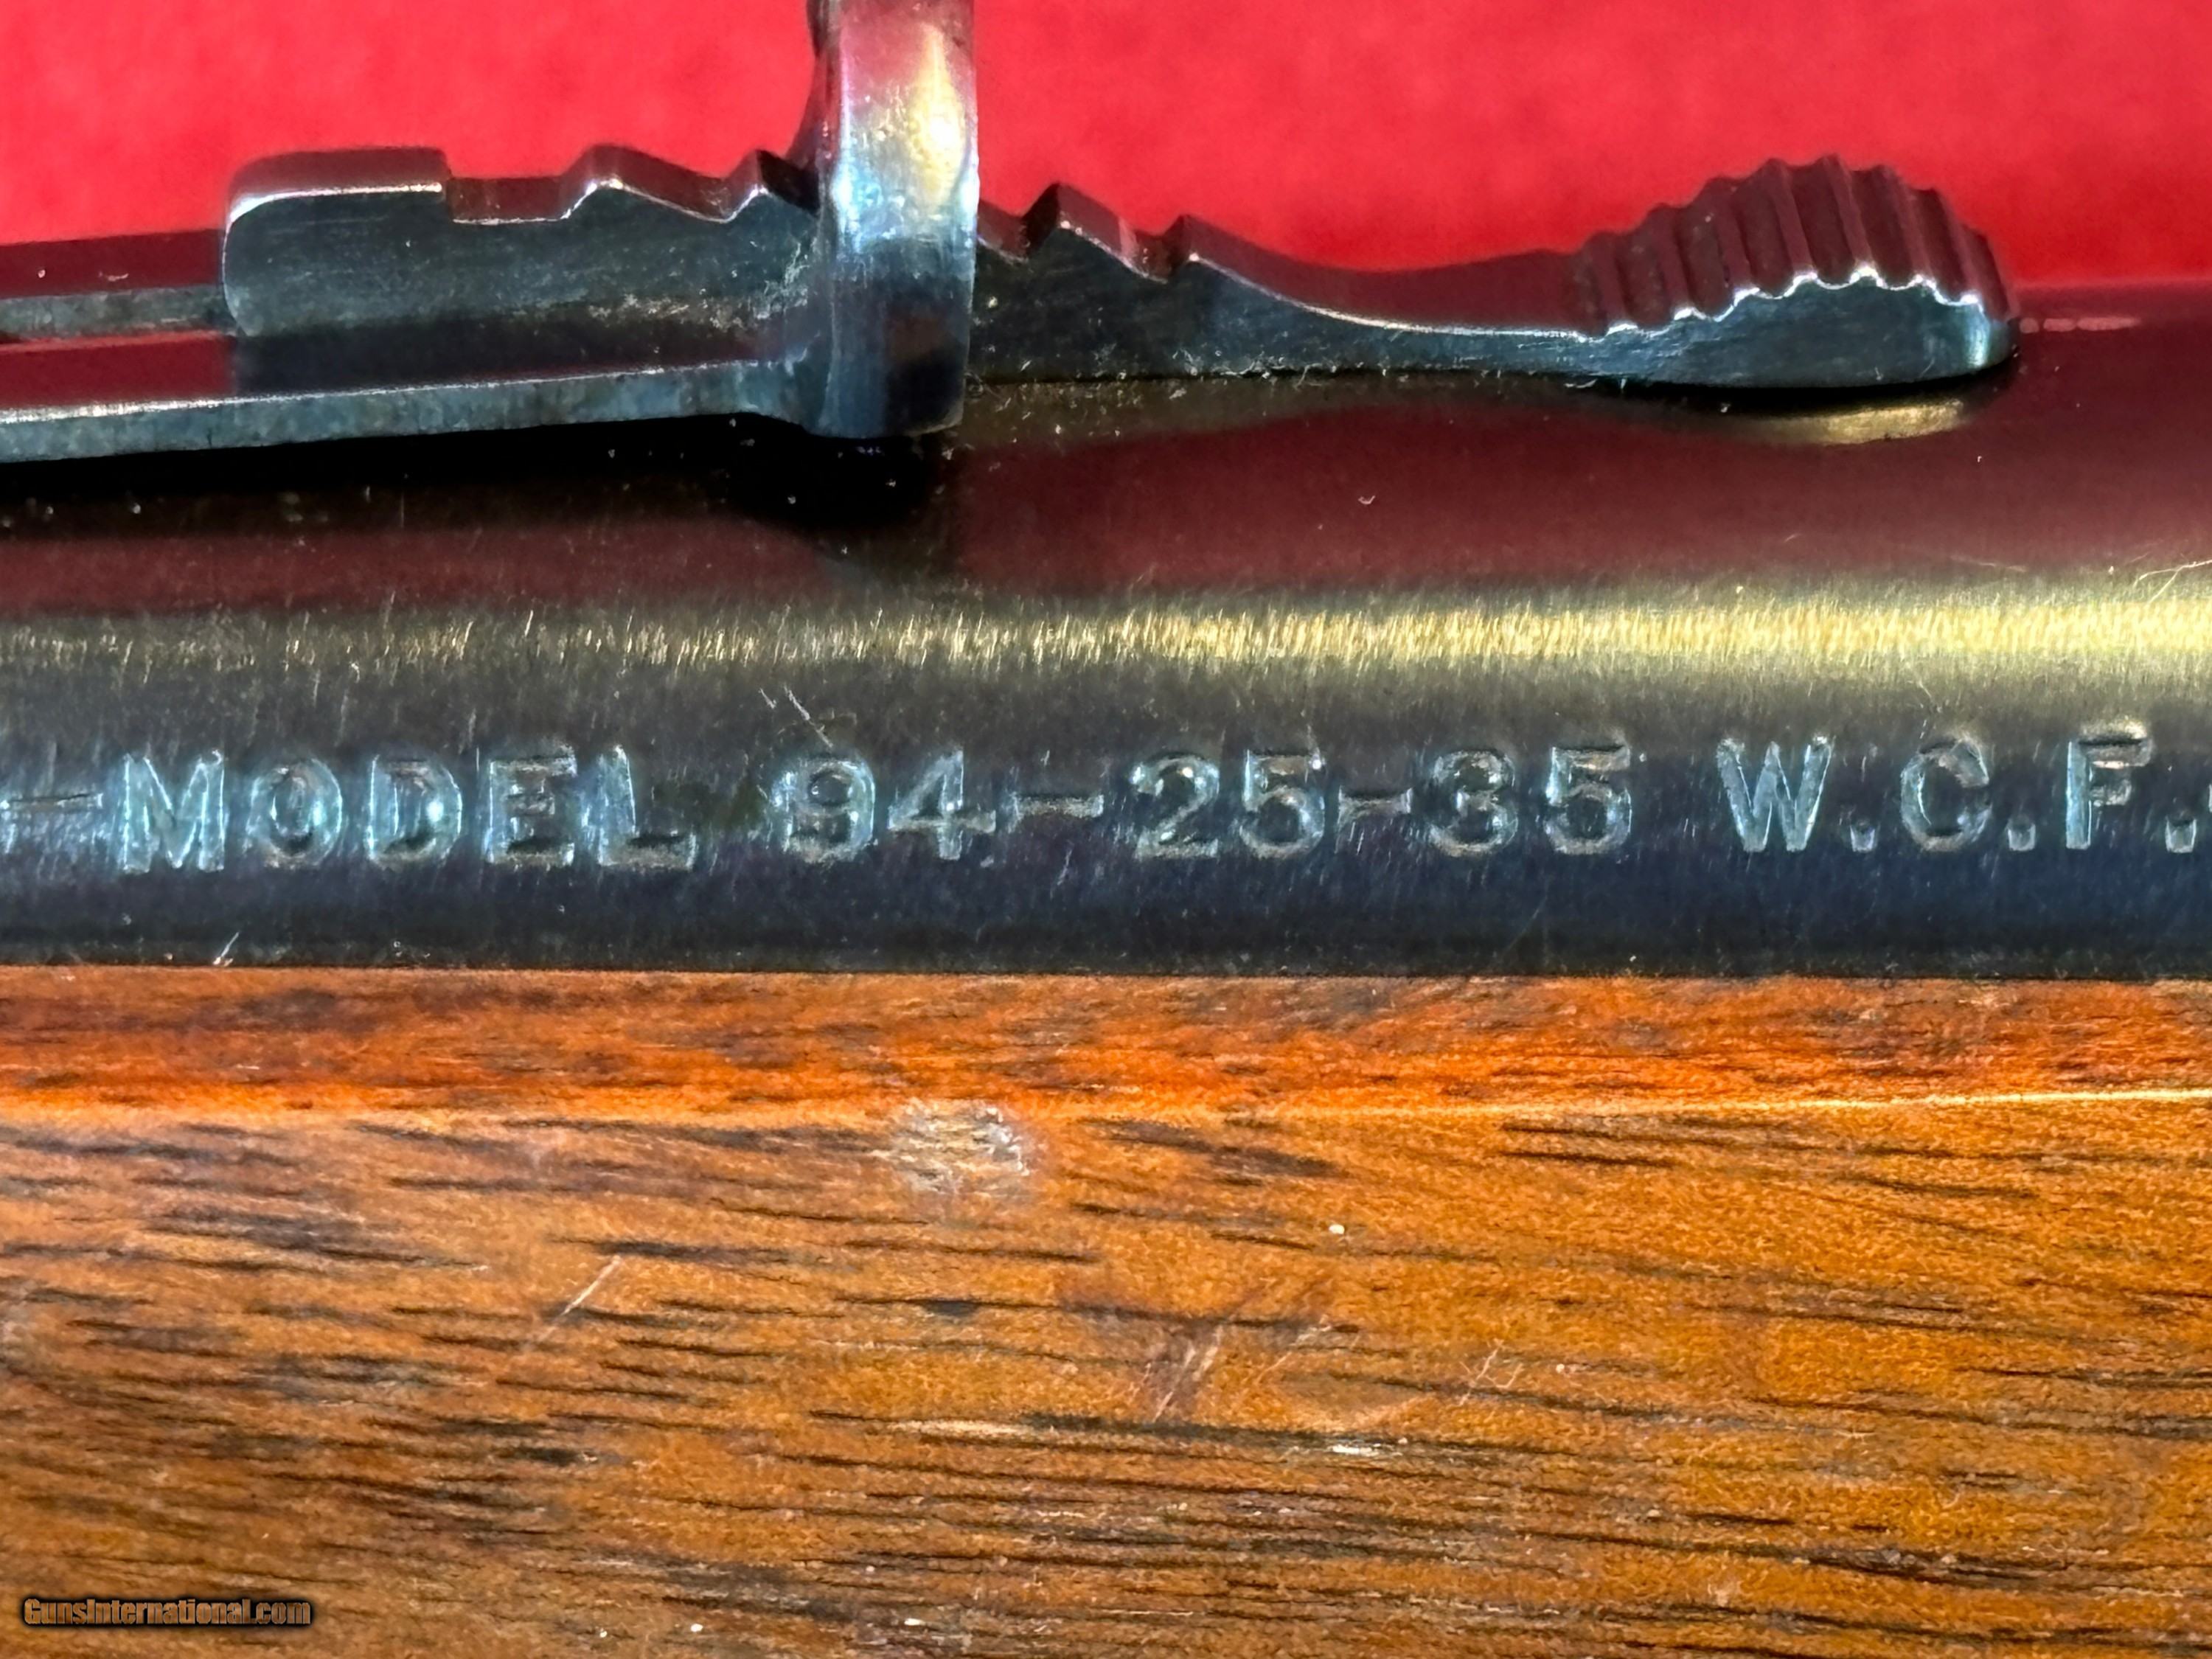 -MODEL 94-25-35 W.C.F.
GunsInternational.com